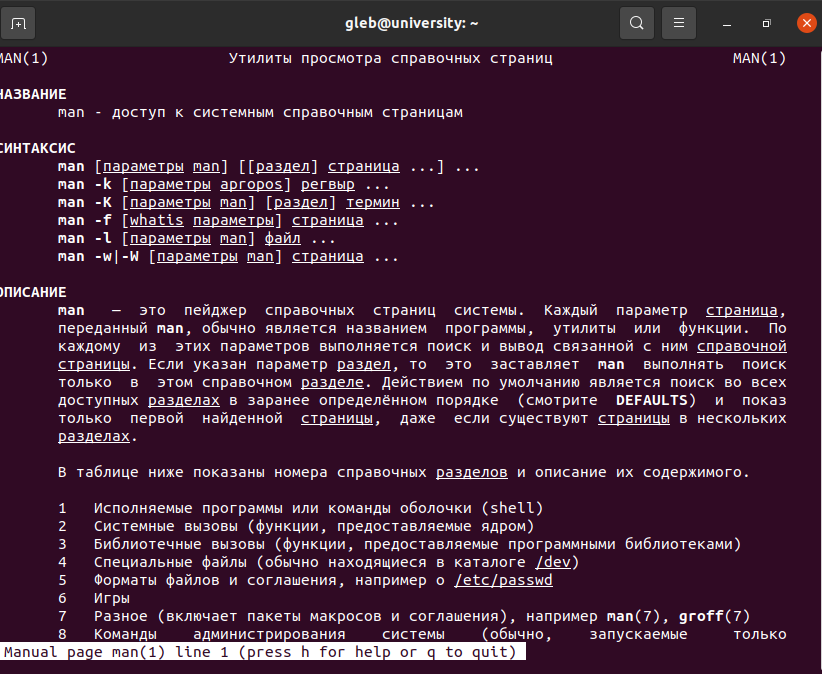 gleb@university: ~
MAN(1) Утилиты просмотра справочных страниц MAN(1)
НАЗВАНИЕ
man - доступ к системным справочным страницам
СИНТАКСИС
man [параметры man] [[раздел] страница ...] ...
man -k [параметры apropos] регвыр ...
man -K [параметры man] [раздел] термин ...
man -f [whatis параметры] страница ...
man -l [параметры man] файл ...
man -w|-W [параметры man] страница ...
ОПИСАНИЕ
man — это пейджер справочных страниц системы. Каждый параметр страница,
переданный man, обычно является названием программы, утилиты или функции. По
каждому из этих параметров выполняется поиск и вывод связанной с ним справочной
страницы. Если указан параметр раздел, то это заставляет man выполнять поиск
только в этом справочном разделе. Действием по умолчанию является поиск во всех
доступных разделах в заранее определённом порядке (смотрите DEFAULTS) и показ
только первой найденной страницы, даже если существуют страницы в нескольких
разделах.
В таблице ниже показаны номера справочных разделов и описание их содержимого.
1 Исполняемые программы или команды оболочки (shell)
2 Системные вызовы (функции, предоставляемые ядром)
3 Библиотечные вызовы (функции, предоставляемые программными библиотеками)
4 Специальные файлы (обычно находящиеся в каталоге /dev)
5 Форматы файлов и соглашения, например о /etc/passwd
6 Игры
7 Разное (включает пакеты макросов и соглашения), например man(7), groff(7)
8 Команды администрирования системы (обычно, запускаемые только
Manual page man(1) line 1 (press h for help or q to quit)